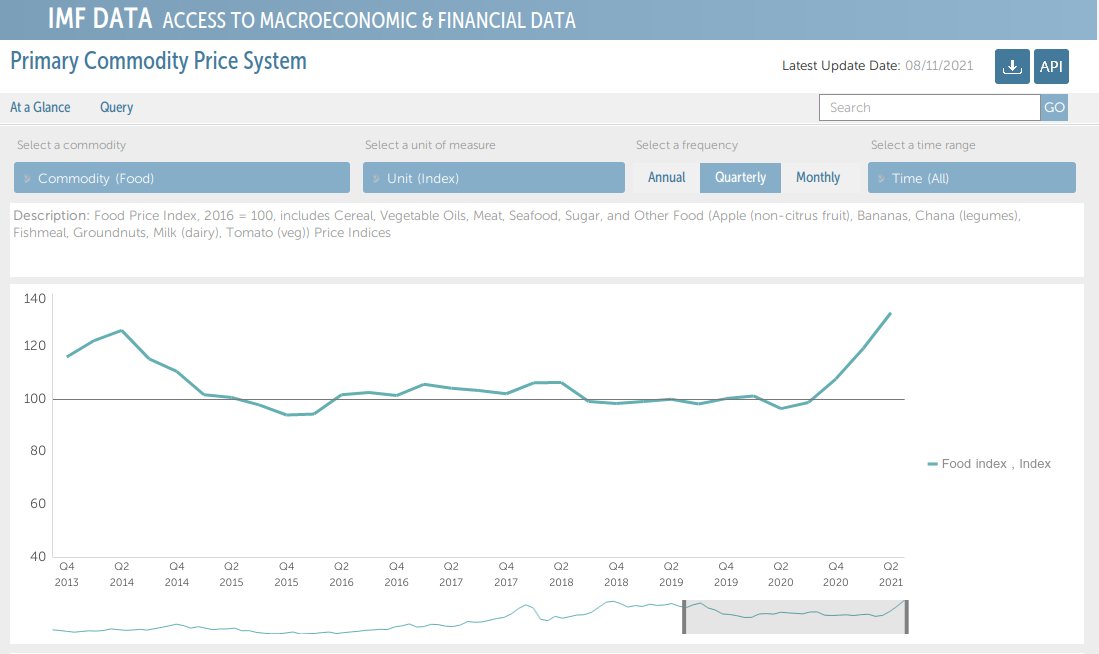 IMF DATA ACCESS TO MACROECONOMIC & FINANCIAL DATA
Primary Commodity Price System
Latest Update Date: 08/11/2021
API
At a Glance Query
Search GO
Select a commodity Select a unit of measure Select a frequency Select a time range
Commodity (Food) Unit (Index) Annual Quarterly Monthly Time (All)
Description: Food Price Index, 2016 = 100, includes Cereal, Vegetable Oils, Meat, Seafood, Sugar, and Other Food (Apple (non-citrus fruit), Bananas, Chana (legumes),
Fishmeal, Groundnuts, Milk (dairy), Tomato (veg)) Price Indices
140
120
100
80
60
40
Food index , Index
Q4 Q2 Q4 Q2 Q4 Q2 Q4 Q2 Q4 Q2 Q4 Q2 Q4 Q2 Q4 Q2
2013 2014 2014 2015 2015 2016 2016 2017 2017 2018 2018 2019 2019 2020 2020 2021